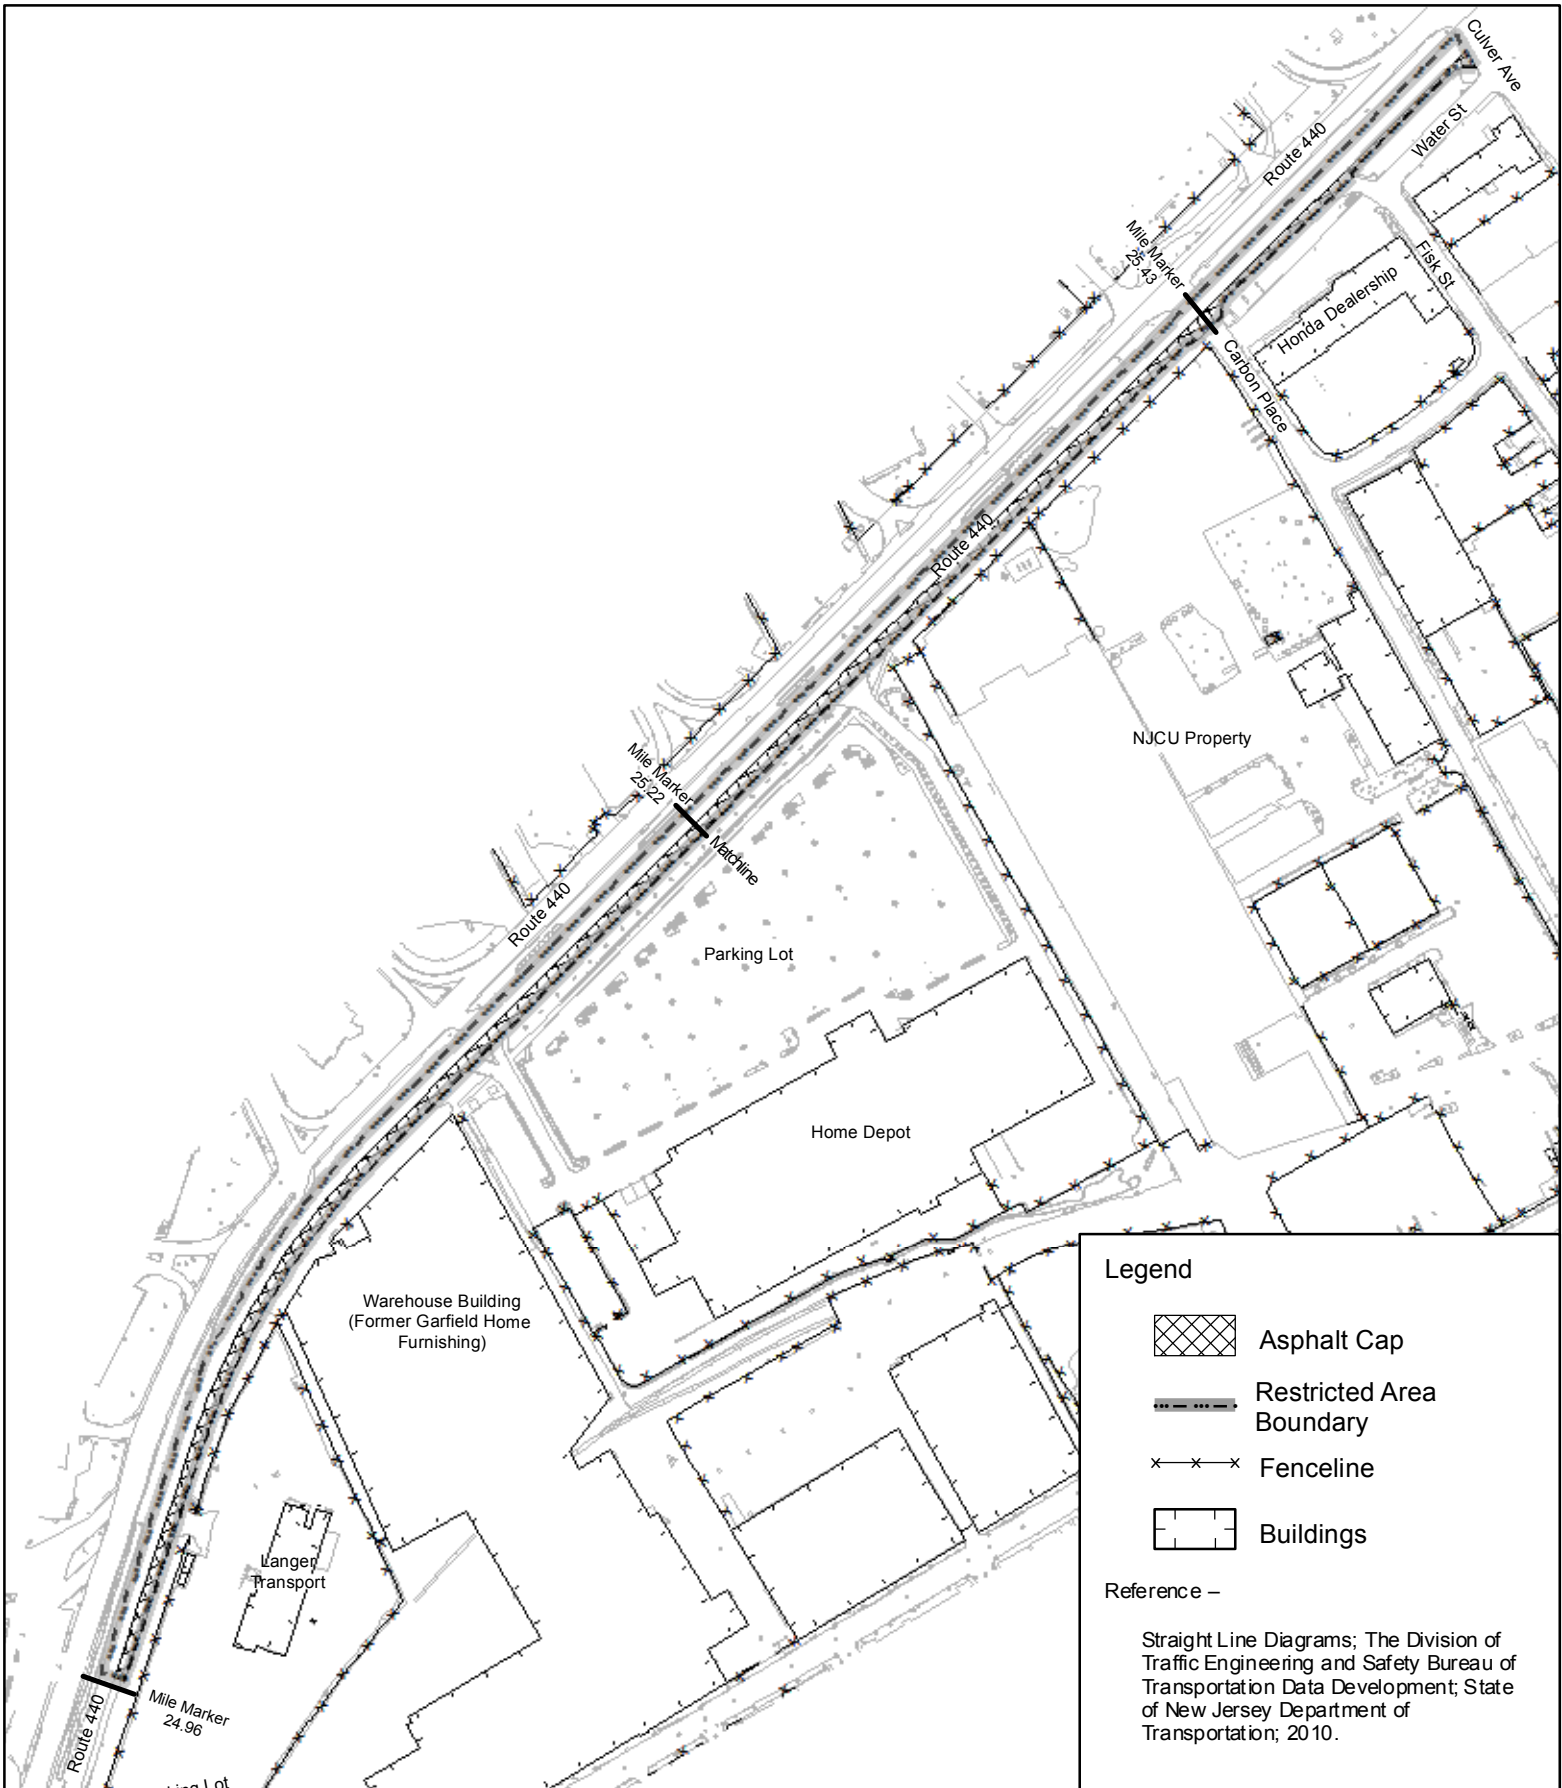 Culver Ave
Water St
Route 440
Mile Marker
25.43
Fisk St
Honda Dealership
Carbon Place
Route 440
NJCU Property
Mile Marker
25.22
Matchline
Route 440
Parking Lot
Home Depot
Warehouse Building
(Former Garfield Home
Furnishing)
Langer
Transport
Mile Marker
24.96
Route 440
Lot
Legend
Asphalt Cap
Restricted Area
Boundary
Fenceline
Buildings
Reference –
Straight Line Diagrams; The Division of
Traffic Engineering and Safety Bureau of
Transportation Data Development; State
of New Jersey Department of
Transportation; 2010.